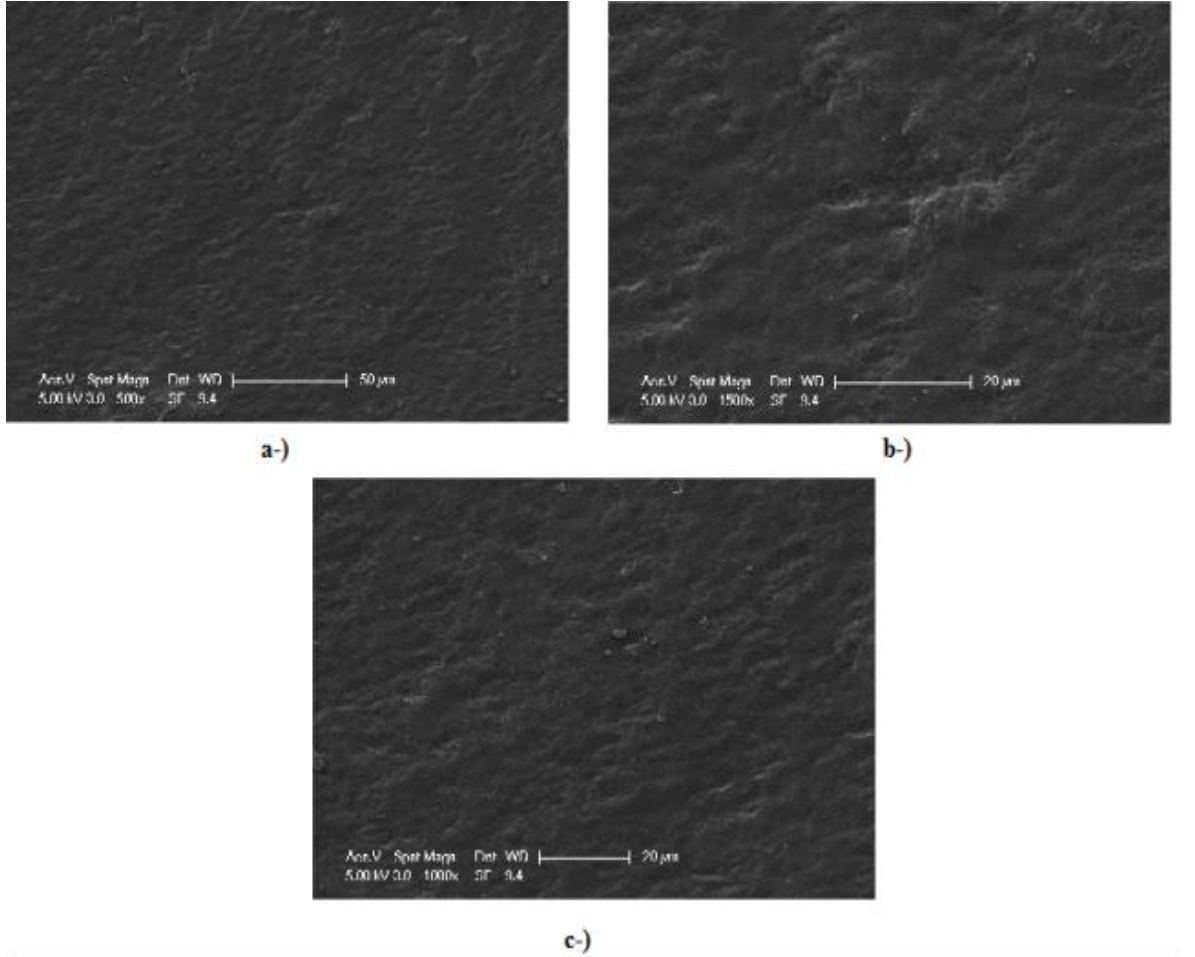 Acc.V Spot Magn Det WD 50 µm
5.00 kV 3.0 500x SE 9.4
a-)
Acc.V Spot Magn Det WD 20 µm
5.00 kV 3.0 1500x SE 9.4
b-)
Acc.V Spot Magn Det WD 20 µm
5.00 kV 3.0 1000x SE 9.4
c-)